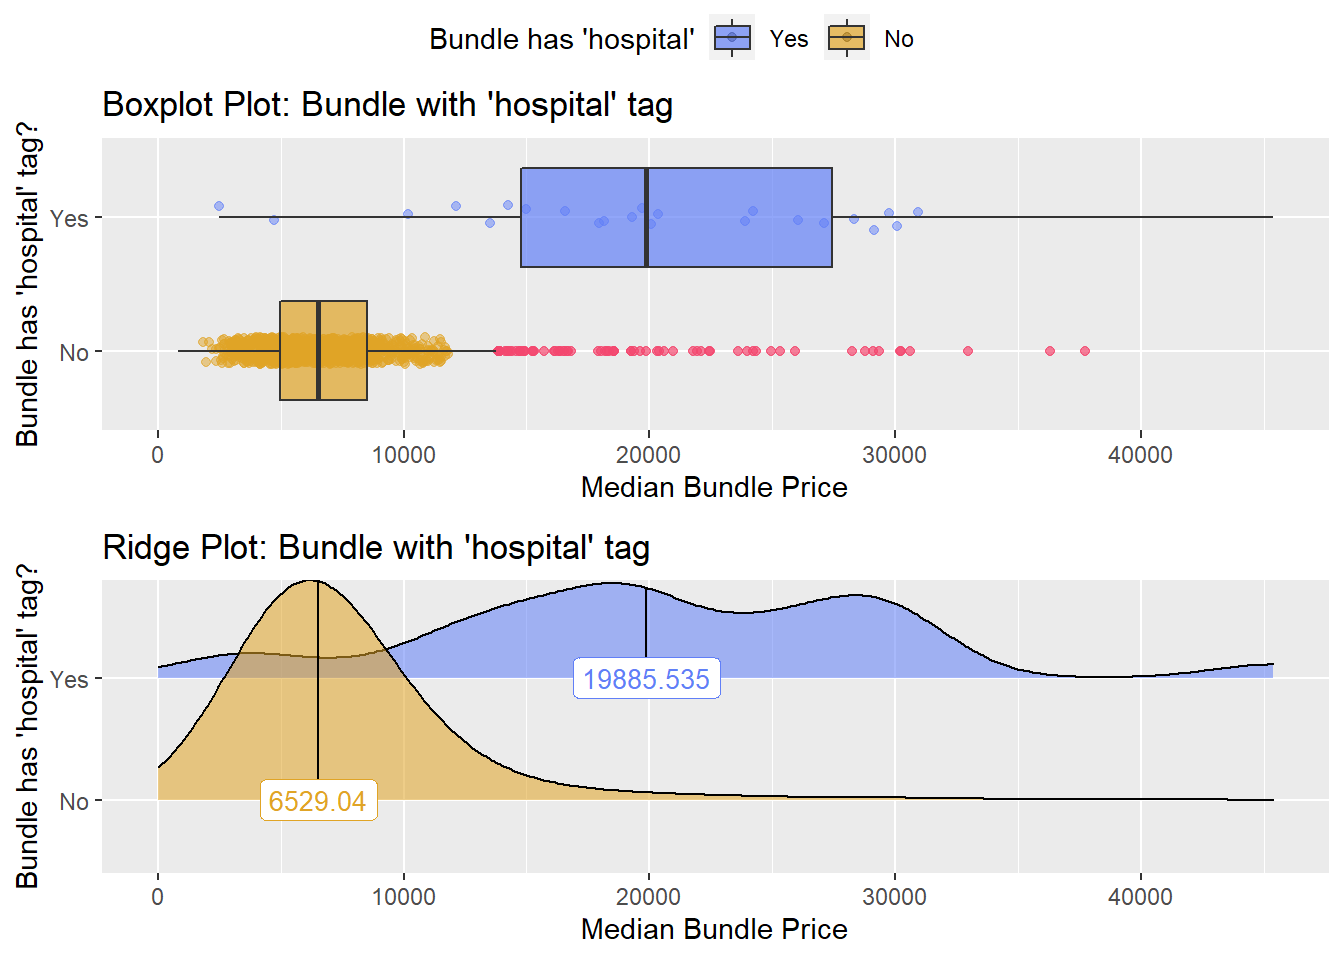 Bundle has 'hospital' Yes No
Boxplot Plot: Bundle with 'hospital' tag
Bundle has 'hospital' tag?
Yes
No
0 10000 20000 30000 40000
Median Bundle Price
Ridge Plot: Bundle with 'hospital' tag
Bundle has 'hospital' tag?
Yes
19885.535
No
6529.04
0 10000 20000 30000 40000
Median Bundle Price